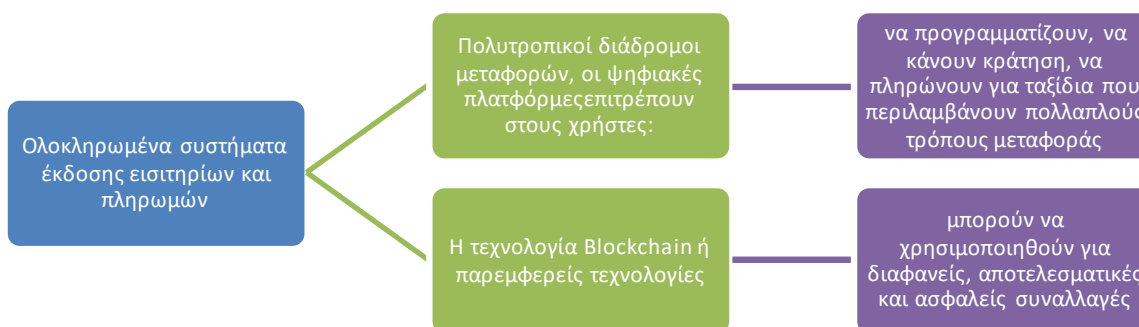 Ολοκληρωμένα συστήματα
έκδοσης εισιτηρίων και
πληρωμών
Πολυτροπικοί διάδρομοι
μεταφορών, οι ψηφιακές
πλατφόρμεςεπιτρέπουν
στους χρήστες:
να προγραμματίζουν, να
κάνουν κράτηση, να
πληρώνουν για ταξίδια που
περιλαμβάνουν πολλαπλούς
τρόπους μεταφοράς
Η τεχνολογία Blockchain ή
παρεμφερείς τεχνολογίες
μπορούν να
χρησιμοποιηθούν για
διαφανείς, αποτελεσματικές
και ασφαλείς συναλλαγές